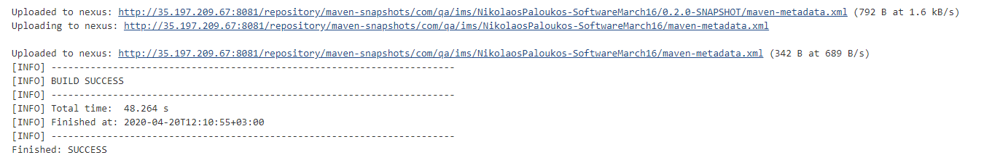 Uploaded to nexus: http://35.197.209.67:8081/repository/maven-snapshots/com/qa/ims/NikolaosPaloukos-SoftwareMarch16/0.2.0-SNAPSHOT/maven-metadata.xml (792 B at 1.6 kB/s)
Uploading to nexus: http://35.197.209.67:8081/repository/maven-snapshots/com/qa/ims/NikolaosPaloukos-SoftwareMarch16/maven-metadata.xml
Uploaded to nexus: http://35.197.209.67:8081/repository/maven-snapshots/com/qa/ims/NikolaosPaloukos-SoftwareMarch16/maven-metadata.xml (342 B at 689 B/s)
[INFO] ------------------------------------------------------------------------
[INFO] BUILD SUCCESS
[INFO] ------------------------------------------------------------------------
[INFO] Total time:  48.264 s
[INFO] Finished at: 2020-04-20T12:10:55+03:00
[INFO] ------------------------------------------------------------------------
Finished: SUCCESS